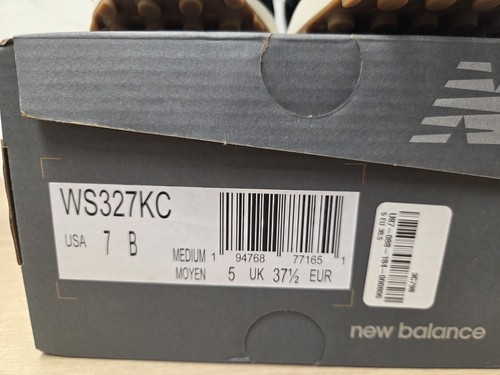 WS327KC
USA 7 B
MEDIUM
MOYEN
1 94768 77165 1
5 UK 37½ EUR
new balance